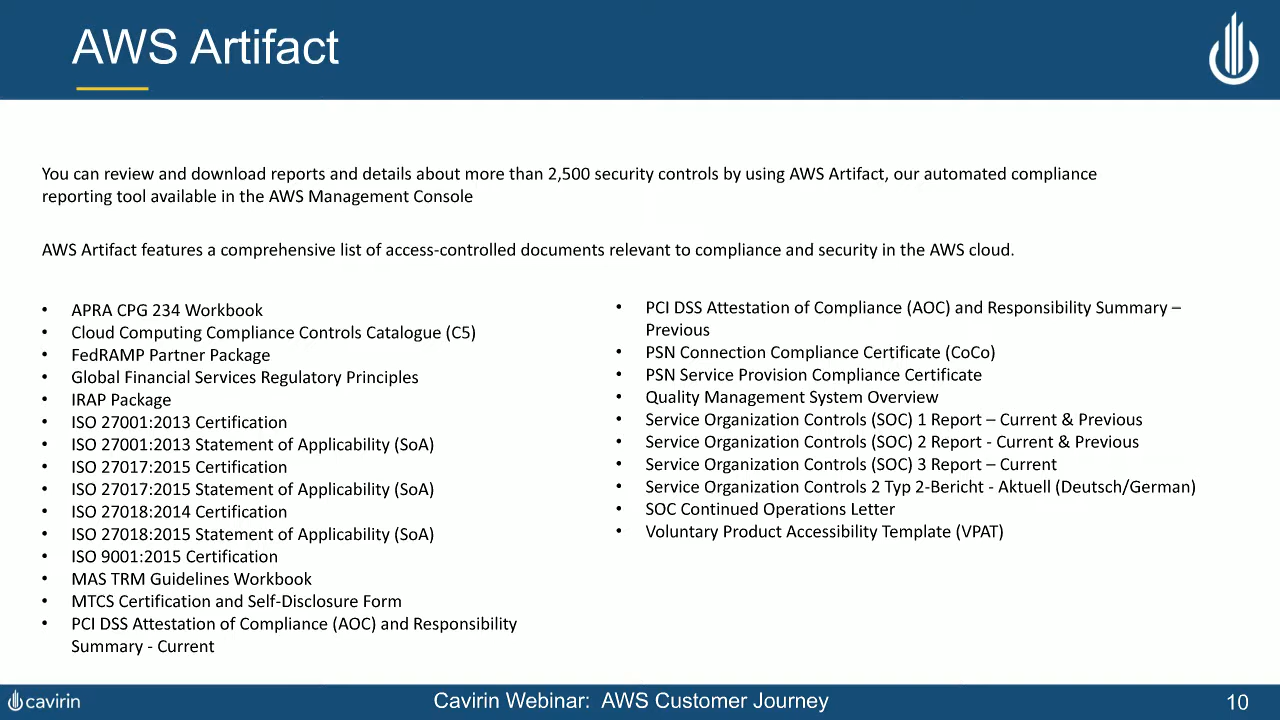 AWS Artifact
You can review and download reports and details about more than 2,500 security controls by using AWS Artifact, our automated compliance
reporting tool available in the AWS Management Console
AWS Artifact features a comprehensive list of access-controlled documents relevant to compliance and security in the AWS cloud.
• APRA CPG 234 Workbook
• Cloud Computing Compliance Controls Catalogue (C5)
• FedRAMP Partner Package
• Global Financial Services Regulatory Principles
• IRAP Package
• ISO 27001:2013 Certification
• ISO 27001:2013 Statement of Applicability (SoA)
• ISO 27017:2015 Certification
• ISO 27017:2015 Statement of Applicability (SoA)
• ISO 27018:2014 Certification
• ISO 27018:2015 Statement of Applicability (SoA)
• ISO 9001:2015 Certification
• MAS TRM Guidelines Workbook
• MTCS Certification and Self-Disclosure Form
• PCI DSS Attestation of Compliance (AOC) and Responsibility
Summary - Current
• PCI DSS Attestation of Compliance (AOC) and Responsibility Summary –
Previous
• PSN Connection Compliance Certificate (CoCo)
• PSN Service Provision Compliance Certificate
• Quality Management System Overview
• Service Organization Controls (SOC) 1 Report – Current & Previous
• Service Organization Controls (SOC) 2 Report - Current & Previous
• Service Organization Controls (SOC) 3 Report – Current
• Service Organization Controls 2 Typ 2-Bericht - Aktuell (Deutsch/German)
• SOC Continued Operations Letter
• Voluntary Product Accessibility Template (VPAT)
cavirin
Cavirin Webinar:  AWS Customer Journey
10